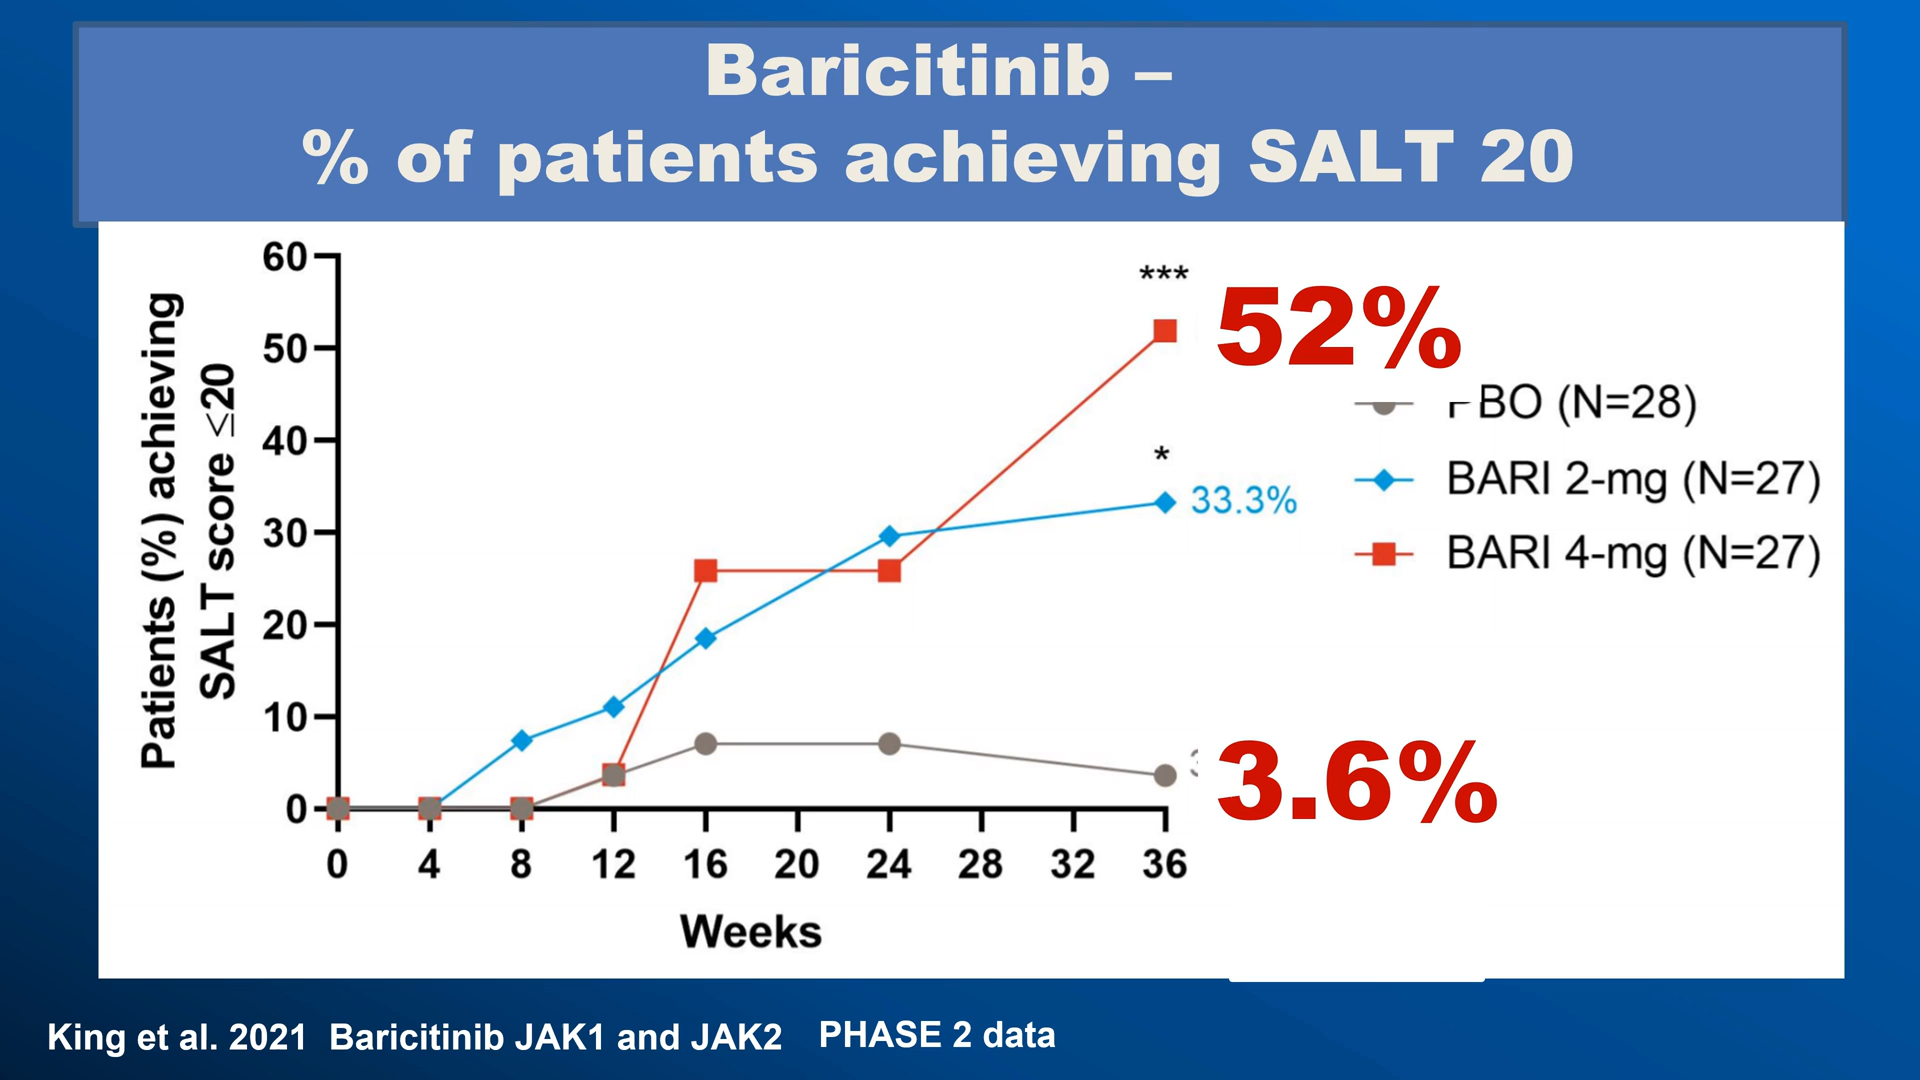 Baricitinib –
% of patients achieving SALT 20
Patients (%) achieving
SALT score ≤20
60
50
40
30
20
10
0
0 4 8 12 16 20 24 28 32 36
Weeks
***
52%
*
33.3%
3.6%
PBO (N=28)
BARI 2-mg (N=27)
BARI 4-mg (N=27)
King et al. 2021 Baricitinib JAK1 and JAK2 PHASE 2 data